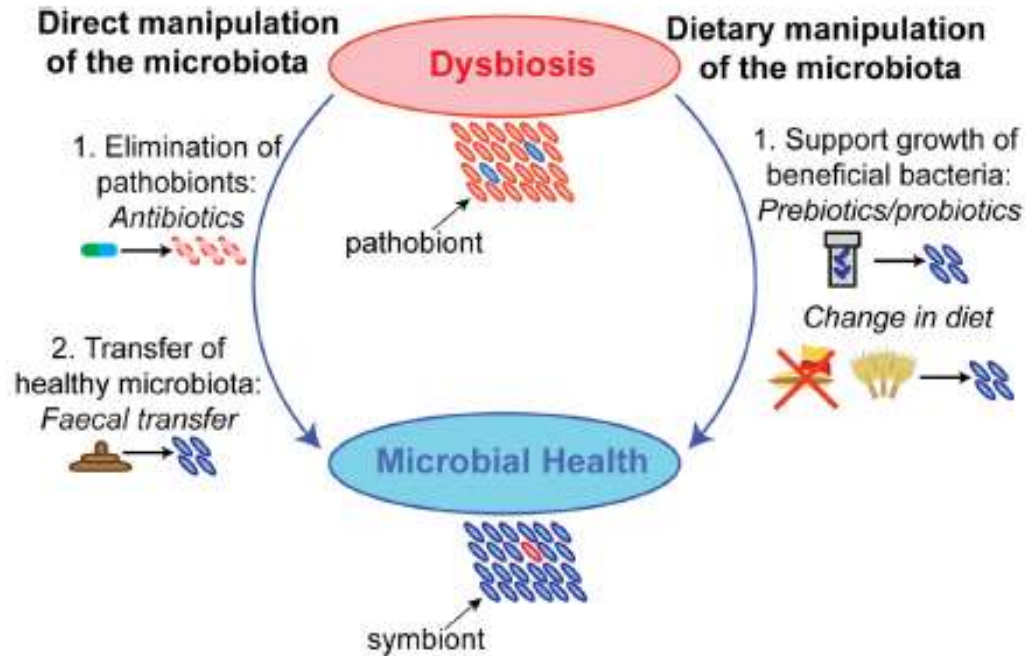 Direct manipulation
of the microbiota
Dysbiosis
Dietary manipulation
of the microbiota
1. Elimination of
pathobionts:
Antibiotics
pathobiont
1. Support growth of
beneficial bacteria:
Prebiotics/probiotics
Change in diet
2. Transfer of
healthy microbiota:
Faecal transfer
Microbial Health
symbiont